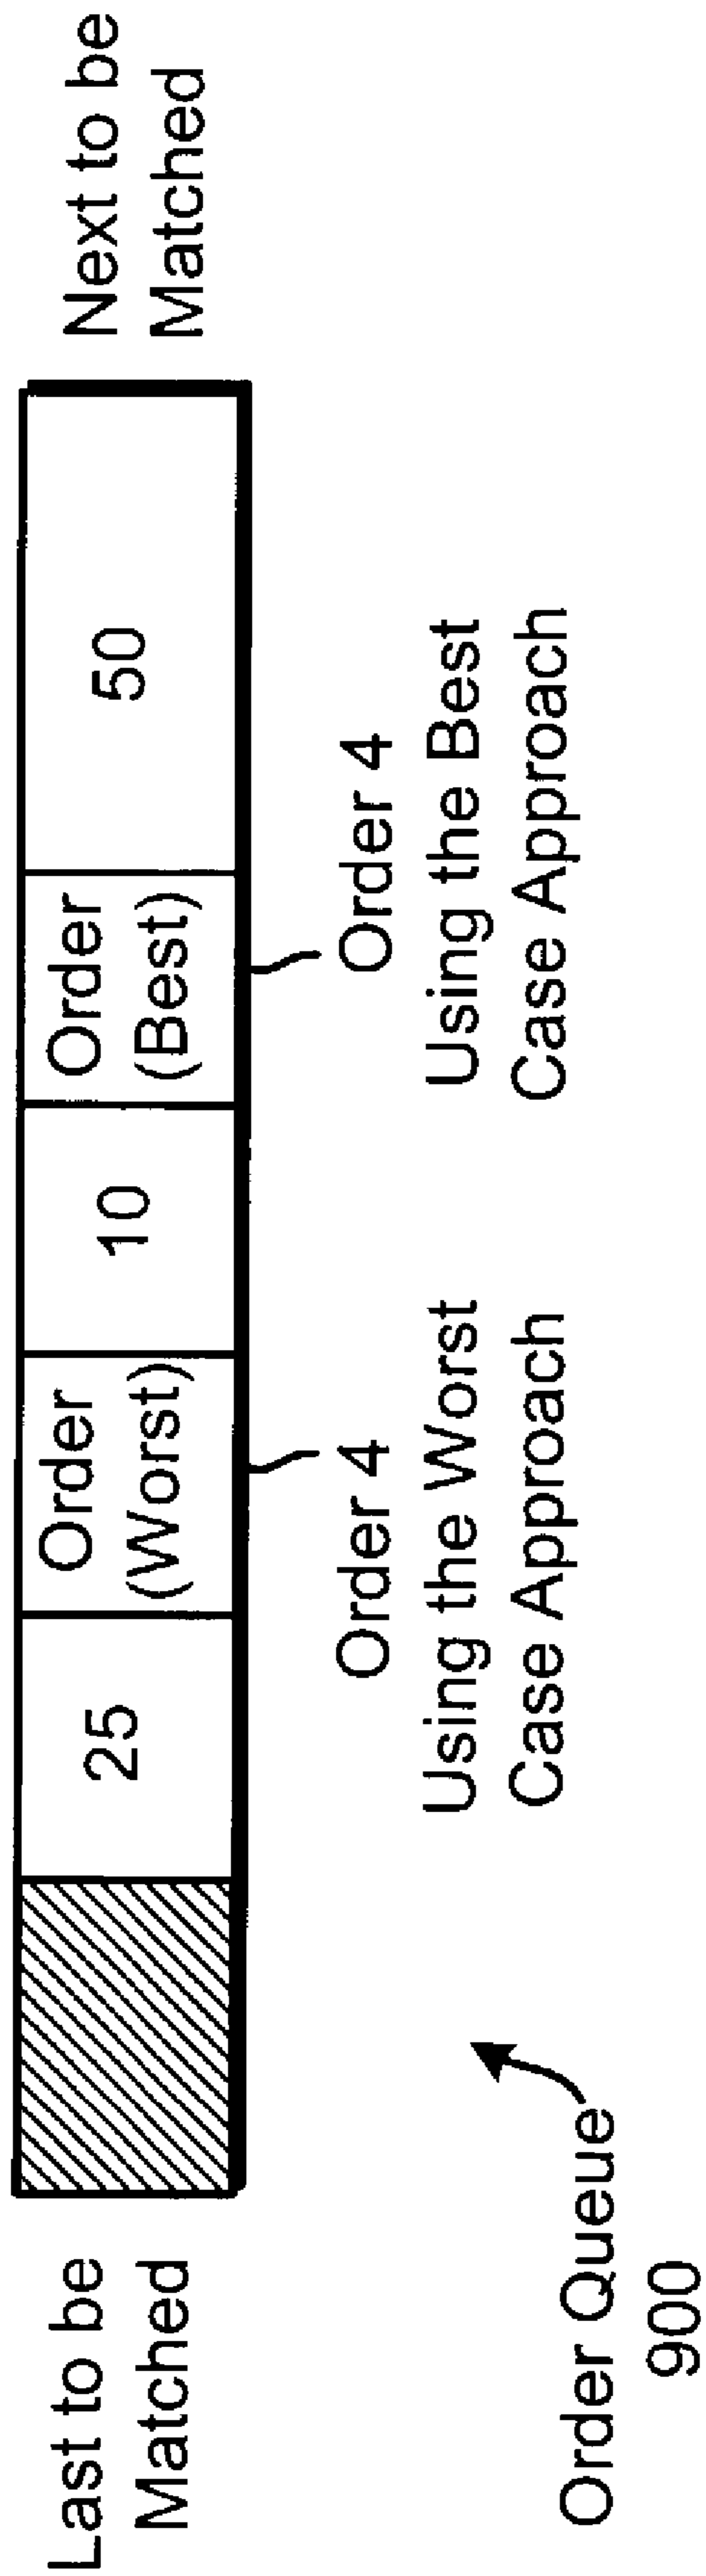 Last to be
Matched
25
Order
(Worst)
10
Order
(Best)
50
Next to be
Matched
Order 4
Using the Worst
Case Approach
Order 4
Using the Best
Case Approach
Order Queue
900